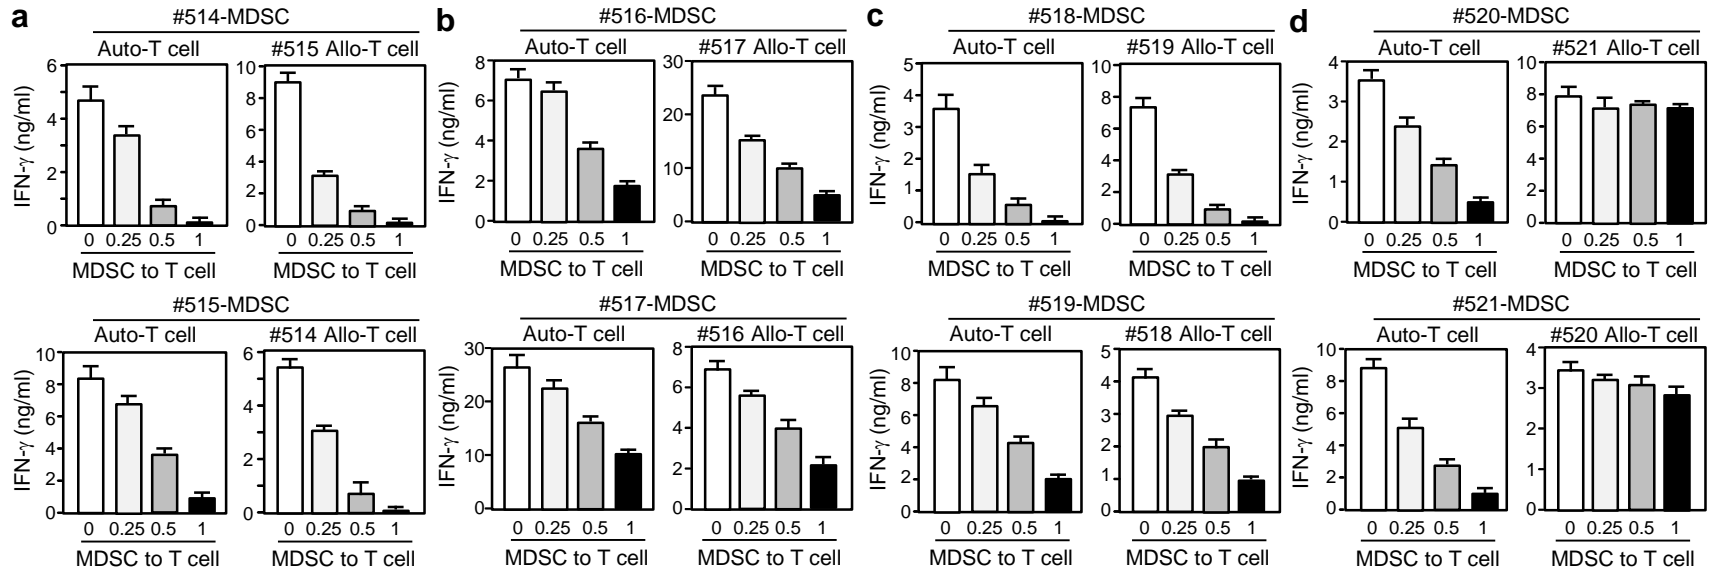 a
#514-MDSC
Auto-T cell
#515 Allo-T cell
IFN-γ (ng/ml)
6
4
2
0
10
8
6
4
2
0
0 0.25 0.5 1
0 0.25 0.5 1
MDSC to T cell
MDSC to T cell
#515-MDSC
Auto-T cell
#514 Allo-T cell
IFN-γ (ng/ml)
10
8
6
4
2
0
6
4
2
0
0 0.25 0.5 1
0 0.25 0.5 1
MDSC to T cell
MDSC to T cell
b
#516-MDSC
Auto-T cell
#517 Allo-T cell
IFN-γ (ng/ml)
8
6
4
2
0
30
20
10
0
0 0.25 0.5 1
0 0.25 0.5 1
MDSC to T cell
MDSC to T cell
#517-MDSC
Auto-T cell
#516 Allo-T cell
IFN-γ (ng/ml)
30
20
10
0
8
6
4
2
0
0 0.25 0.5 1
0 0.25 0.5 1
MDSC to T cell
MDSC to T cell
c
#518-MDSC
Auto-T cell
#519 Allo-T cell
IFN-γ (ng/ml)
5
4
3
2
1
0
10
8
6
4
2
0
0 0.25 0.5 1
0 0.25 0.5 1
MDSC to T cell
MDSC to T cell
#519-MDSC
Auto-T cell
#518 Allo-T cell
IFN-γ (ng/ml)
10
8
6
4
2
0
5
4
3
2
1
0
0 0.25 0.5 1
0 0.25 0.5 1
MDSC to T cell
MDSC to T cell
d
#520-MDSC
Auto-T cell
#521 Allo-T cell
IFN-γ (ng/ml)
4
3
2
1
0
10
8
6
4
2
0
0 0.25 0.5 1
0 0.25 0.5 1
MDSC to T cell
MDSC to T cell
#521-MDSC
Auto-T cell
#520 Allo-T cell
IFN-γ (ng/ml)
10
8
6
4
2
0
4
3
2
1
0
0 0.25 0.5 1
0 0.25 0.5 1
MDSC to T cell
MDSC to T cell